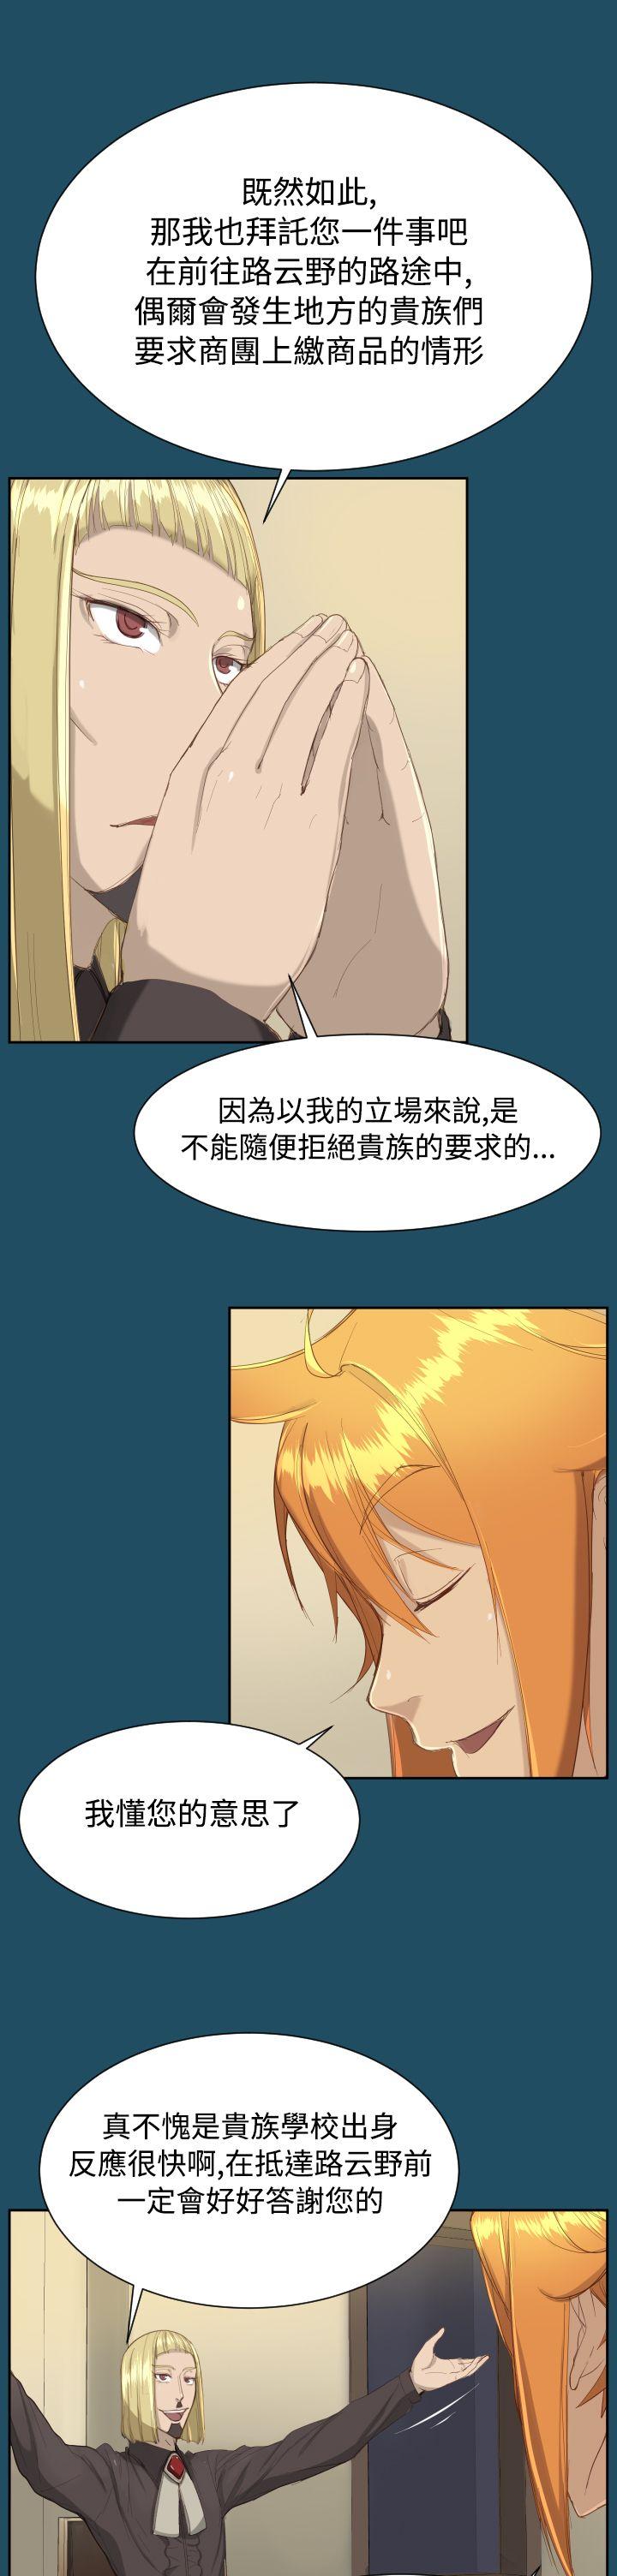 既然如此,
那我也拜託您一件事吧
在前往路云野的路途中,
偶爾會發生地方的貴族們
要求商團上繳商品的情形
因為以我的立場來說,是
不能隨便拒絕貴族的要求的...
我懂您的意思了
真不愧是貴族學校出身
反應很快啊,在抵達路云野前
一定會好好答謝您的